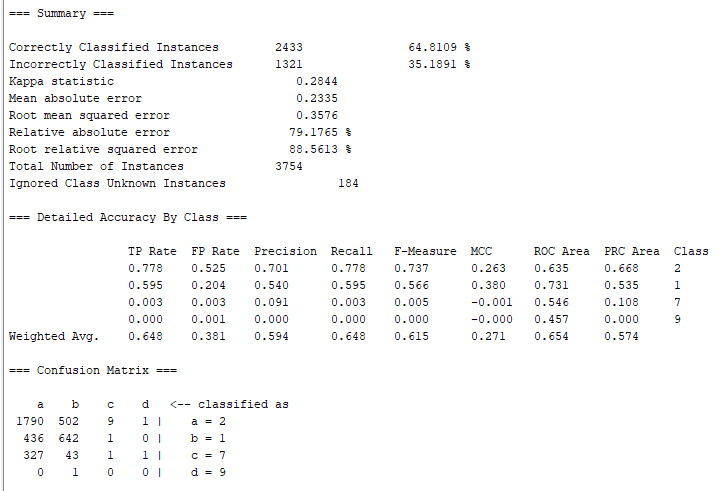 === Summary ===
Correctly Classified Instances 2433 64.8109 %
Incorrectly Classified Instances 1321 35.1891 %
Kappa statistic 0.2844
Mean absolute error 0.2335
Root mean squared error 0.3576
Relative absolute error 79.1765 %
Root relative squared error 88.5613 %
Total Number of Instances 3754
Ignored Class Unknown Instances 184
=== Detailed Accuracy By Class ===
TP Rate FP Rate Precision Recall F-Measure MCC ROC Area PRC Area Class
0.778 0.525 0.701 0.778 0.737 0.263 0.635 0.668 2
0.595 0.204 0.540 0.595 0.566 0.380 0.731 0.535 1
0.003 0.003 0.091 0.003 0.005 -0.001 0.546 0.108 7
0.000 0.001 0.000 0.000 0.000 -0.000 0.457 0.000 9
Weighted Avg. 0.648 0.381 0.594 0.648 0.615 0.271 0.654 0.574
=== Confusion Matrix ===
a b c d <-- classified as
1790 502 9 1 | a = 2
436 642 1 0 | b = 1
327 43 1 1 | c = 7
0 1 0 0 | d = 9